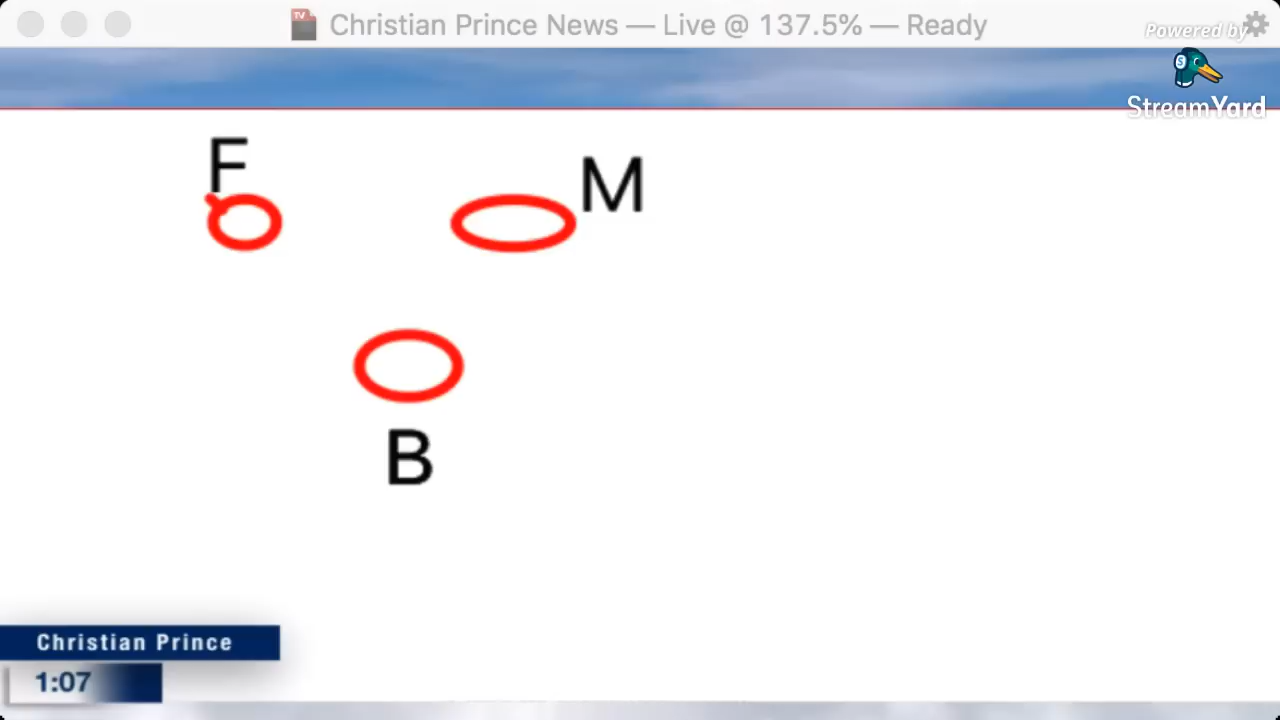 Christian Prince News — Live @ 137.5% — Ready
Powered by
StreamYard
F
M
B
Christian Prince
1:07